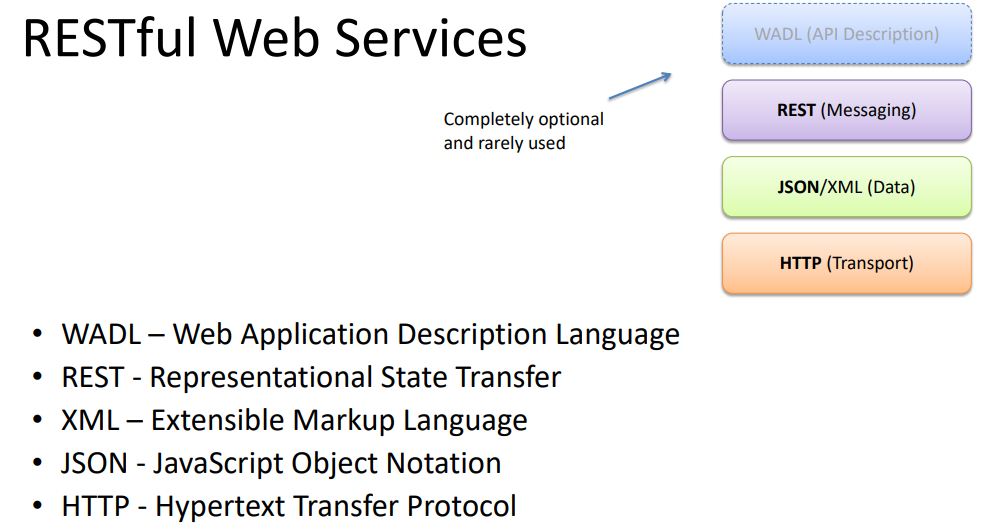 RESTful Web Services
WADL (API Description)
Completely optional
and rarely used
REST (Messaging)
JSON/XML (Data)
HTTP (Transport)
• WADL – Web Application Description Language
• REST - Representational State Transfer
• XML – Extensible Markup Language
• JSON - JavaScript Object Notation
• HTTP - Hypertext Transfer Protocol